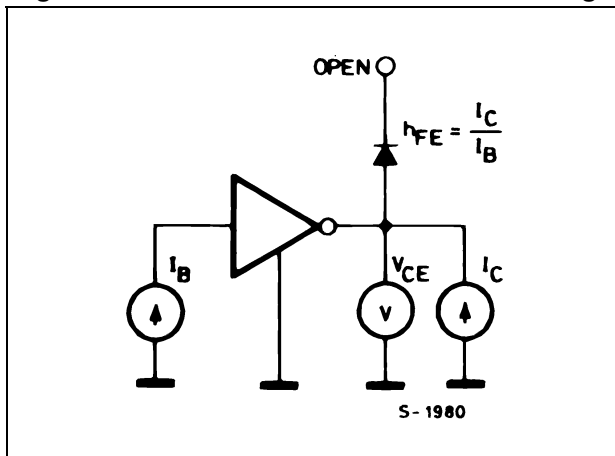 OPEN
hFE = IC
IB
IB
VCE
IC
V
S-1980